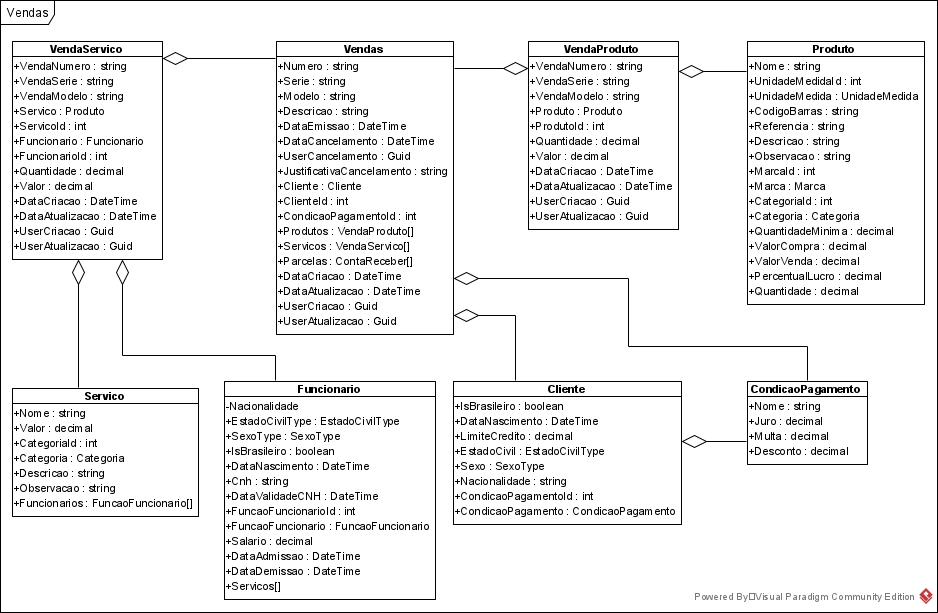 Vendas
VendaServico
+VendaNumero : string
+VendaSerie : string
+VendaModelo : string
+Servico : Produto
+ServicoId : int
+Funcionario : Funcionario
+FuncionarioId : int
+Quantidade : decimal
+Valor : decimal
+DataCriacao : DateTime
+DataAtualizacao : DateTime
+UserCriacao : Guid
+UserAtualizacao : Guid
Vendas
+Numero : string
+Serie : string
+Modelo : string
+Descricao : string
+DataEmissao : DateTime
+DataCancelamento : DateTime
+UserCancelamento : Guid
+JustificativaCancelamento : string
+Cliente : Cliente
+ClienteId : int
+CondicaoPagamentoId : int
+Produtos : VendaProduto[]
+Servicos : VendaServico[]
+Parcelas : ContaReceber[]
+DataCriacao : DateTime
+DataAtualizacao : DateTime
+UserCriacao : Guid
+UserAtualizacao : Guid
VendaProduto
+VendaNumero : string
+VendaSerie : string
+VendaModelo : string
+Produto : Produto
+ProdutoId : int
+Quantidade : decimal
+Valor : decimal
+DataCriacao : DateTime
+DataAtualizacao : DateTime
+UserCriacao : Guid
+UserAtualizacao : Guid
Produto
+Nome : string
+UnidadeMedidaId : int
+UnidadeMedida : UnidadeMedida
+CodigoBarras : string
+Referencia : string
+Descricao : string
+Observacao : string
+MarcaId : int
+Marca : Marca
+CategoriaId : int
+Categoria : Categoria
+QuantidadeMinima : decimal
+ValorCompra : decimal
+ValorVenda : decimal
+PercentualLucro : decimal
+Quantidade : decimal
Servico
+Nome : string
+Valor : decimal
+CategoriaId : int
+Categoria : Categoria
+Descricao : string
+Observacao : string
+Funcionarios : FuncaoFuncionario[]
Funcionario
-Nacionalidade
+EstadoCivilType : EstadoCivilType
+SexoType : SexoType
+IsBrasileiro : boolean
+DataNascimento : DateTime
+Cnh : string
+DataValidadeCNH : DateTime
+FuncaoFuncionarioId : int
+FuncaoFuncionario : FuncaoFuncionario
+Salario : decimal
+DataAdmissao : DateTime
+DataDemissao : DateTime
+Servicos[]
Cliente
+IsBrasileiro : boolean
+DataNascimento : DateTime
+LimiteCredito : decimal
+EstadoCivil : EstadoCivilType
+Sexo : SexoType
+Nacionalidade : string
+CondicaoPagamentoId : int
+CondicaoPagamento : CondicaoPagamento
CondicaoPagamento
+Nome : string
+Juro : decimal
+Multa : decimal
+Desconto : decimal
Powered By Visual Paradigm Community Edition